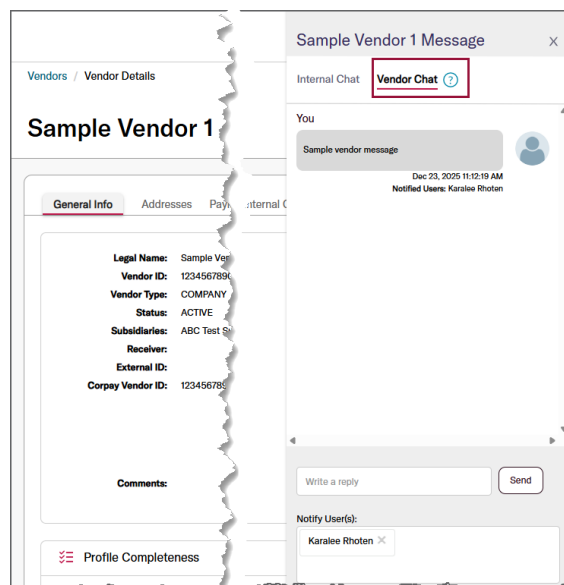 Sample Vendor 1 Message
Vendors / Vendor Details
Internal Chat Vendor Chat ?
Sample Vendor 1
You
Sample vendor message
Dec 23, 2025 11:12:19 AM
Notified Users: Karalee Rhoten
General Info Addresses
Legal Name: Sample
Vendor ID:
Vendor Type: COMPANY
Status: ACTIVE
Subsidiaries: ABC Test
Receiver:
External ID:
Corpay Vendor ID:
Comments:
Write a reply Send
Notify User(s):
Karalee Rhoten
Profile Completeness